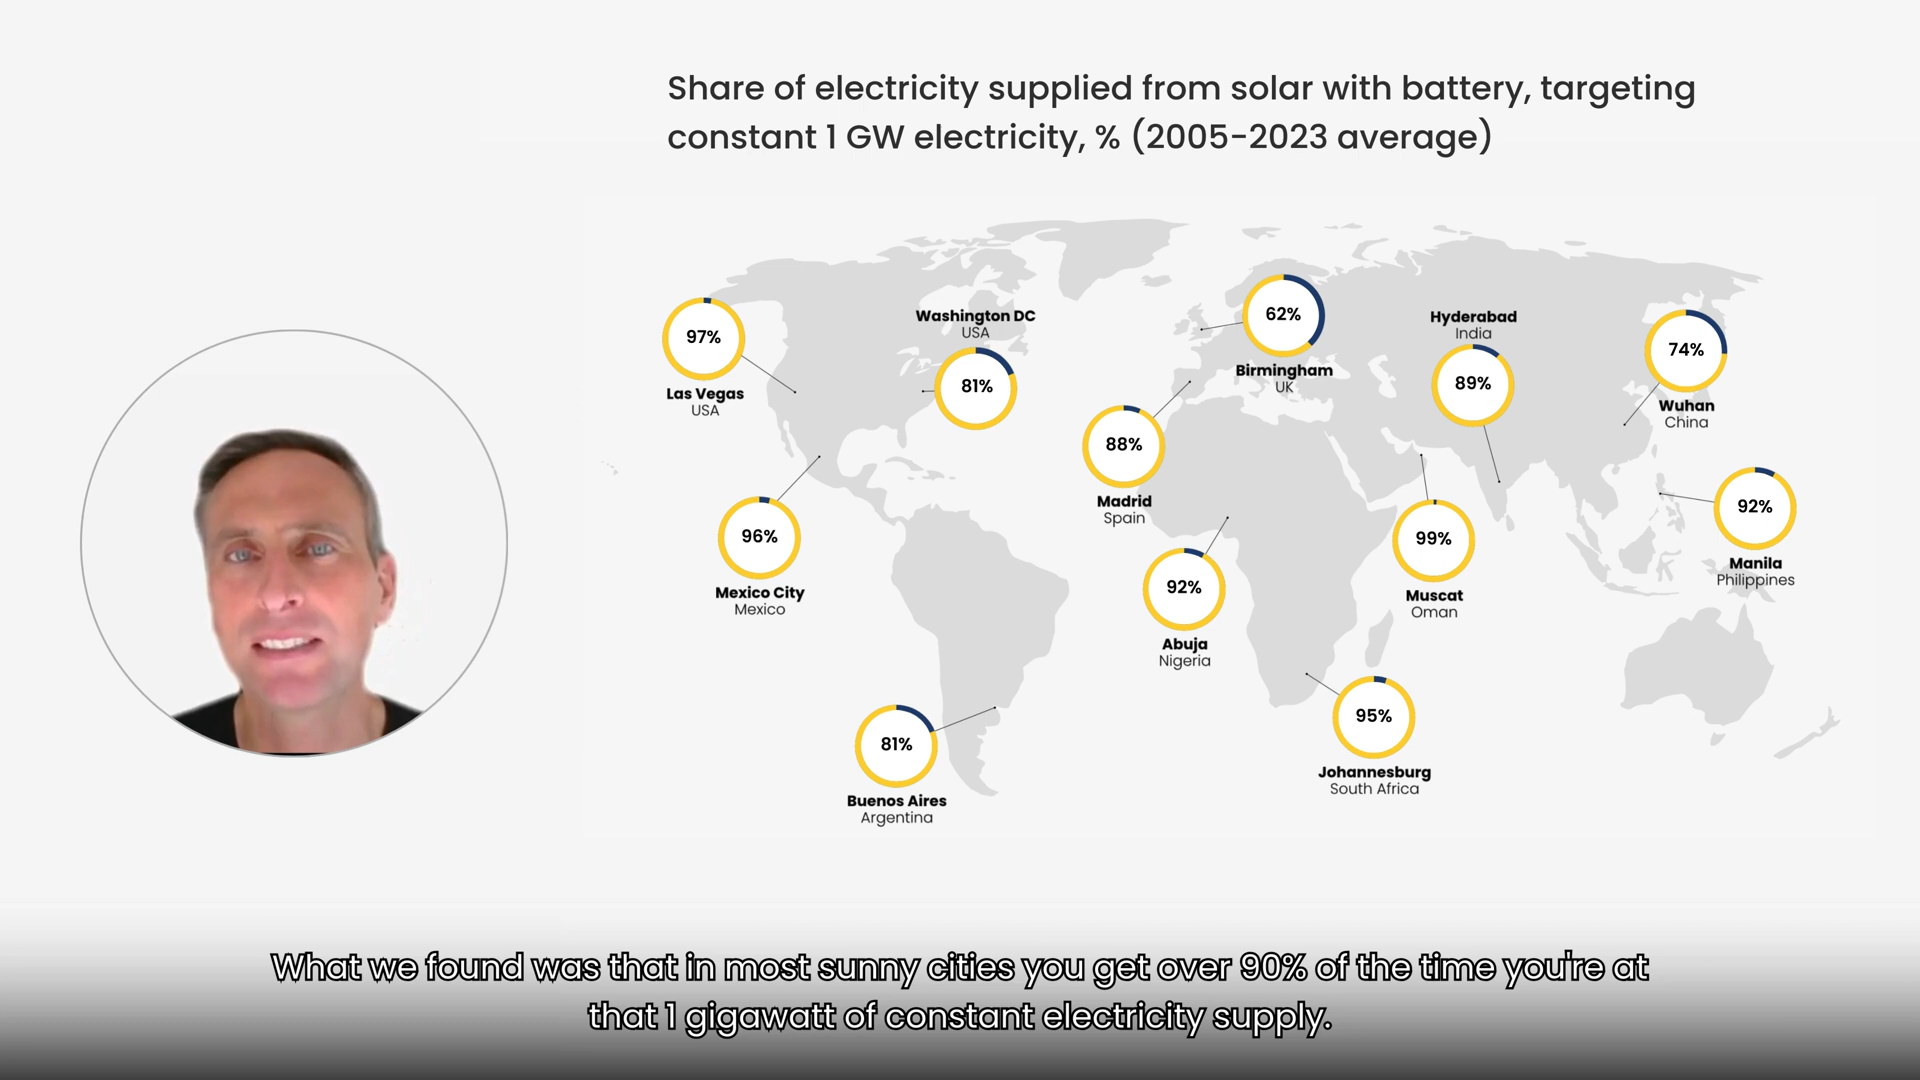 Share of electricity supplied from solar with battery, targeting
constant 1 GW electricity, % (2005-2023 average)
97%
Las Vegas
USA
Washington DC
USA
81%
62%
Birmingham
UK
Hyderabad
India
89%
74%
Wuhan
China
88%
Madrid
Spain
96%
Mexico City
Mexico
92%
Abuja
Nigeria
99%
Muscat
Oman
92%
Manila
Philippines
81%
Buenos Aires
Argentina
95%
Johannesburg
South Africa
What we found was that in most sunny cities you get over 90% of the time you're at
that 1 gigawatt of constant electricity supply.